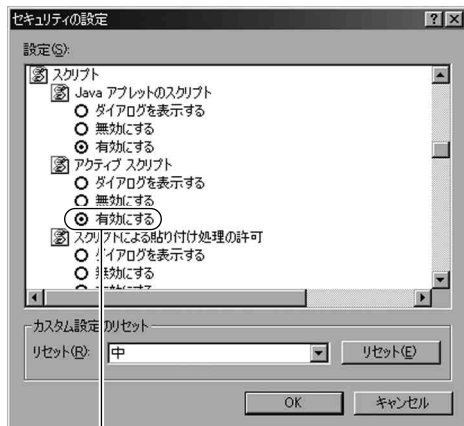 セキュリティの設定
設定(S):
スクリプト
Java アプレットのスクリプト
ダイアログを表示する
無効にする
有効にする
アクティブ スクリプト
ダイアログを表示する
無効にする
有効にする
スクリプトによる貼り付け処理の許可
ダイアログを表示する
無効にする
カスタム設定のリセット
リセット(R): 中 リセット(E)
OK キャンセル